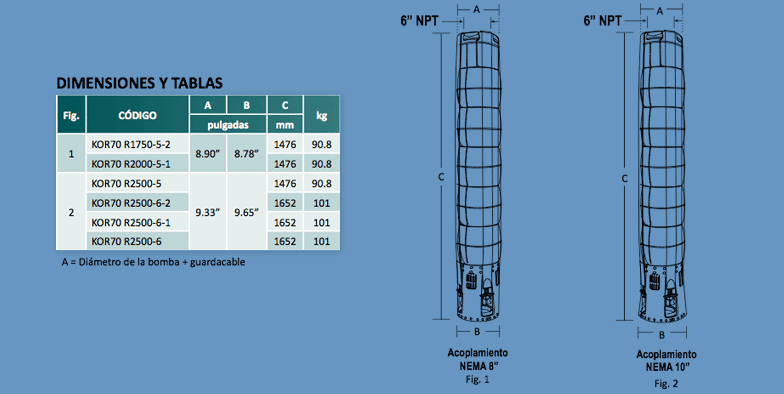 DIMENSIONES Y TABLAS
Fig. CÓDIGO A B C kg
pulgadas mm
1 KOR70 R1750-5-2 8.90” 8.78” 1476 90.8
KOR70 R2000-5-1 1476 90.8
2 KOR70 R2500-5 9.33” 9.65” 1476 90.8
KOR70 R2500-6-2 1652 101
KOR70 R2500-6-1 1652 101
KOR70 R2500-6 1652 101
A = Diámetro de la bomba + guardacable
A
6” NPT
C
B
Acoplamiento
NEMA 8”
Fig. 1
A
6” NPT
C
B
Acoplamiento
NEMA 10”
Fig. 2